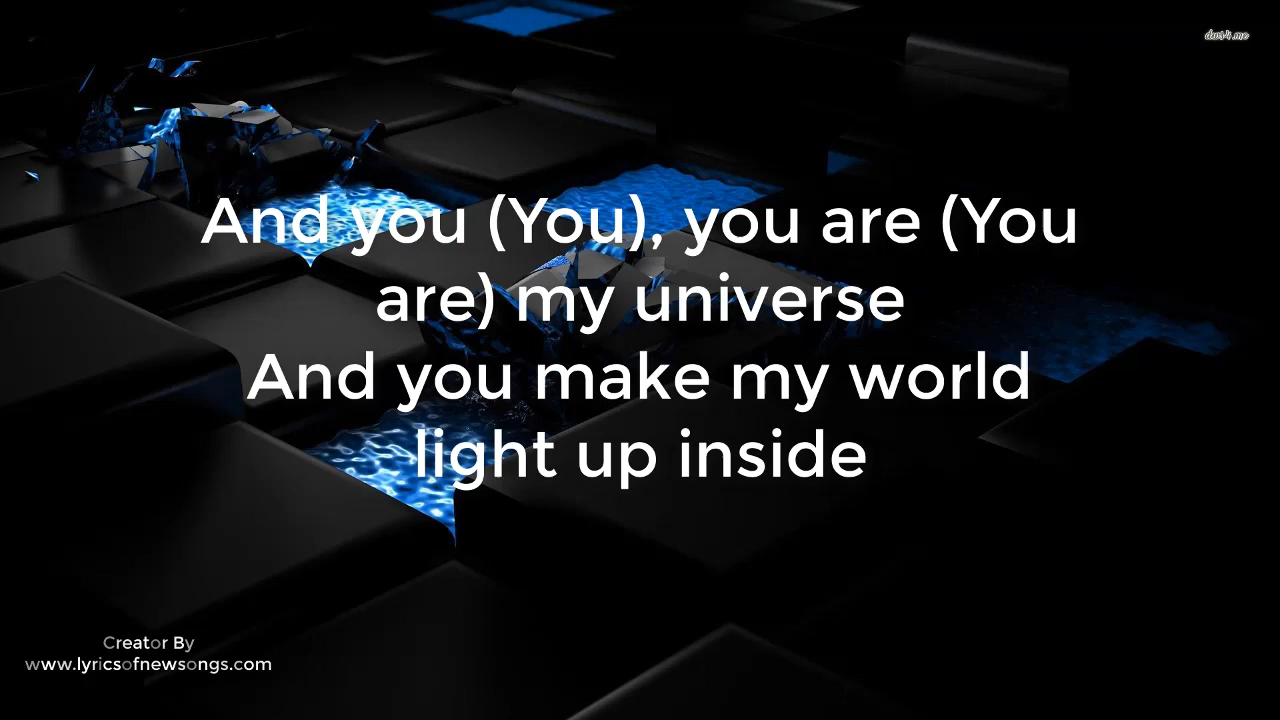 And you (You), you are (You
are) my universe
And you make my world
light up inside
Creator By
www.lyricsofnewsongs.com